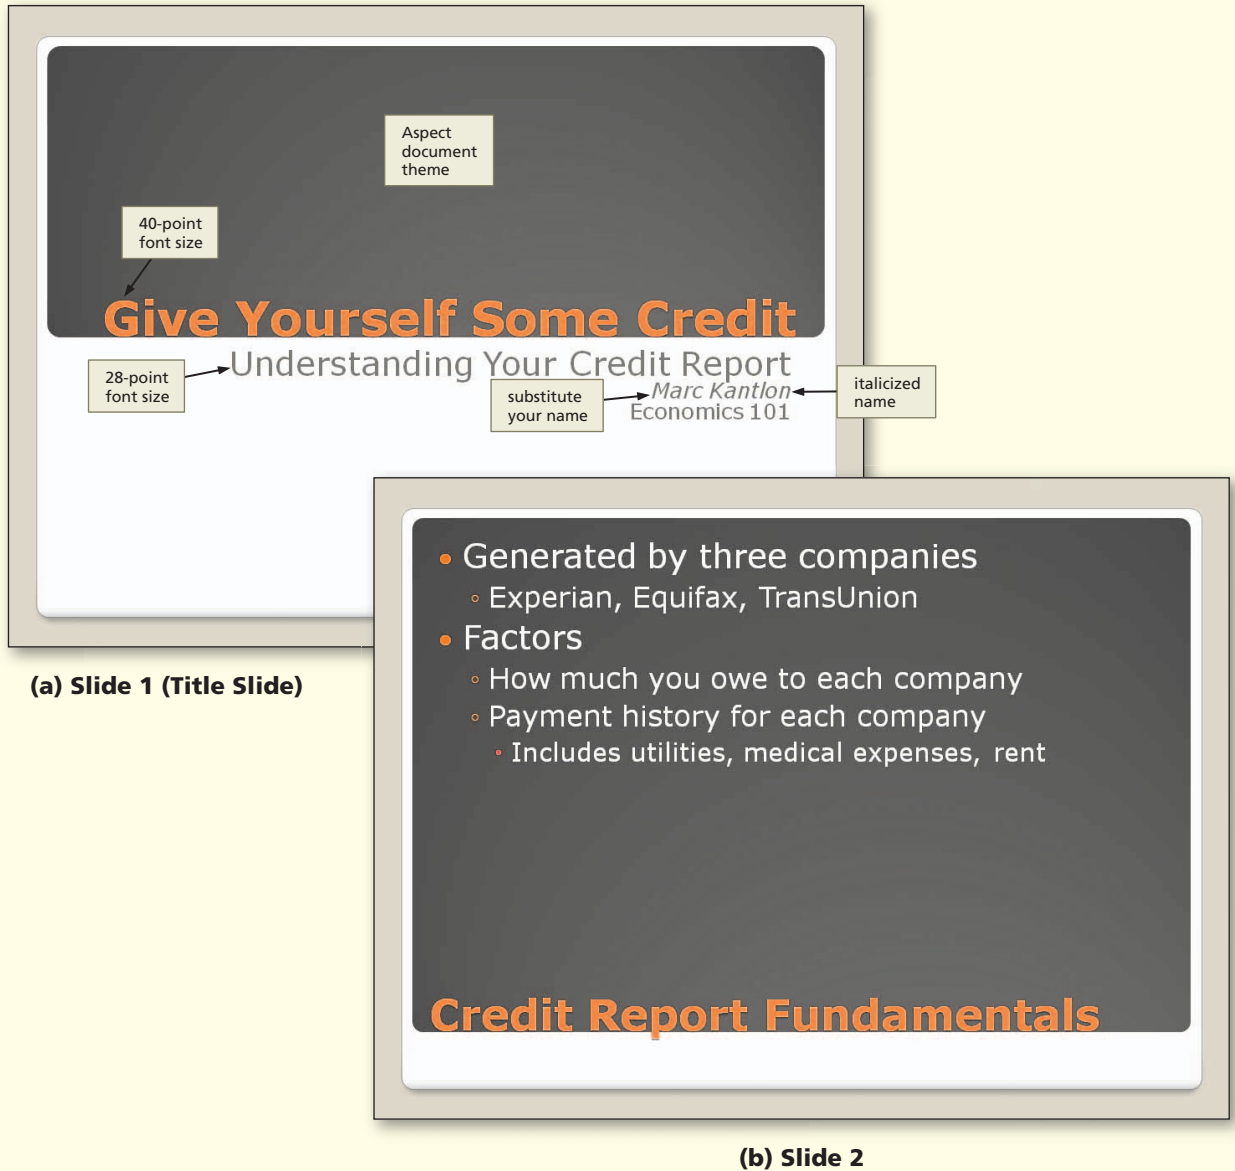 Aspect
document
theme
40-point
font size
Give Yourself Some Credit
28-point
font size
Understanding Your Credit Report
substitute
your name
Marc Kantlon
italicized
name
Economics 101
(a) Slide 1 (Title Slide)
• Generated by three companies
◦ Experian, Equifax, TransUnion
• Factors
◦ How much you owe to each company
◦ Payment history for each company
▪ Includes utilities, medical expenses, rent
Credit Report Fundamentals
(b) Slide 2